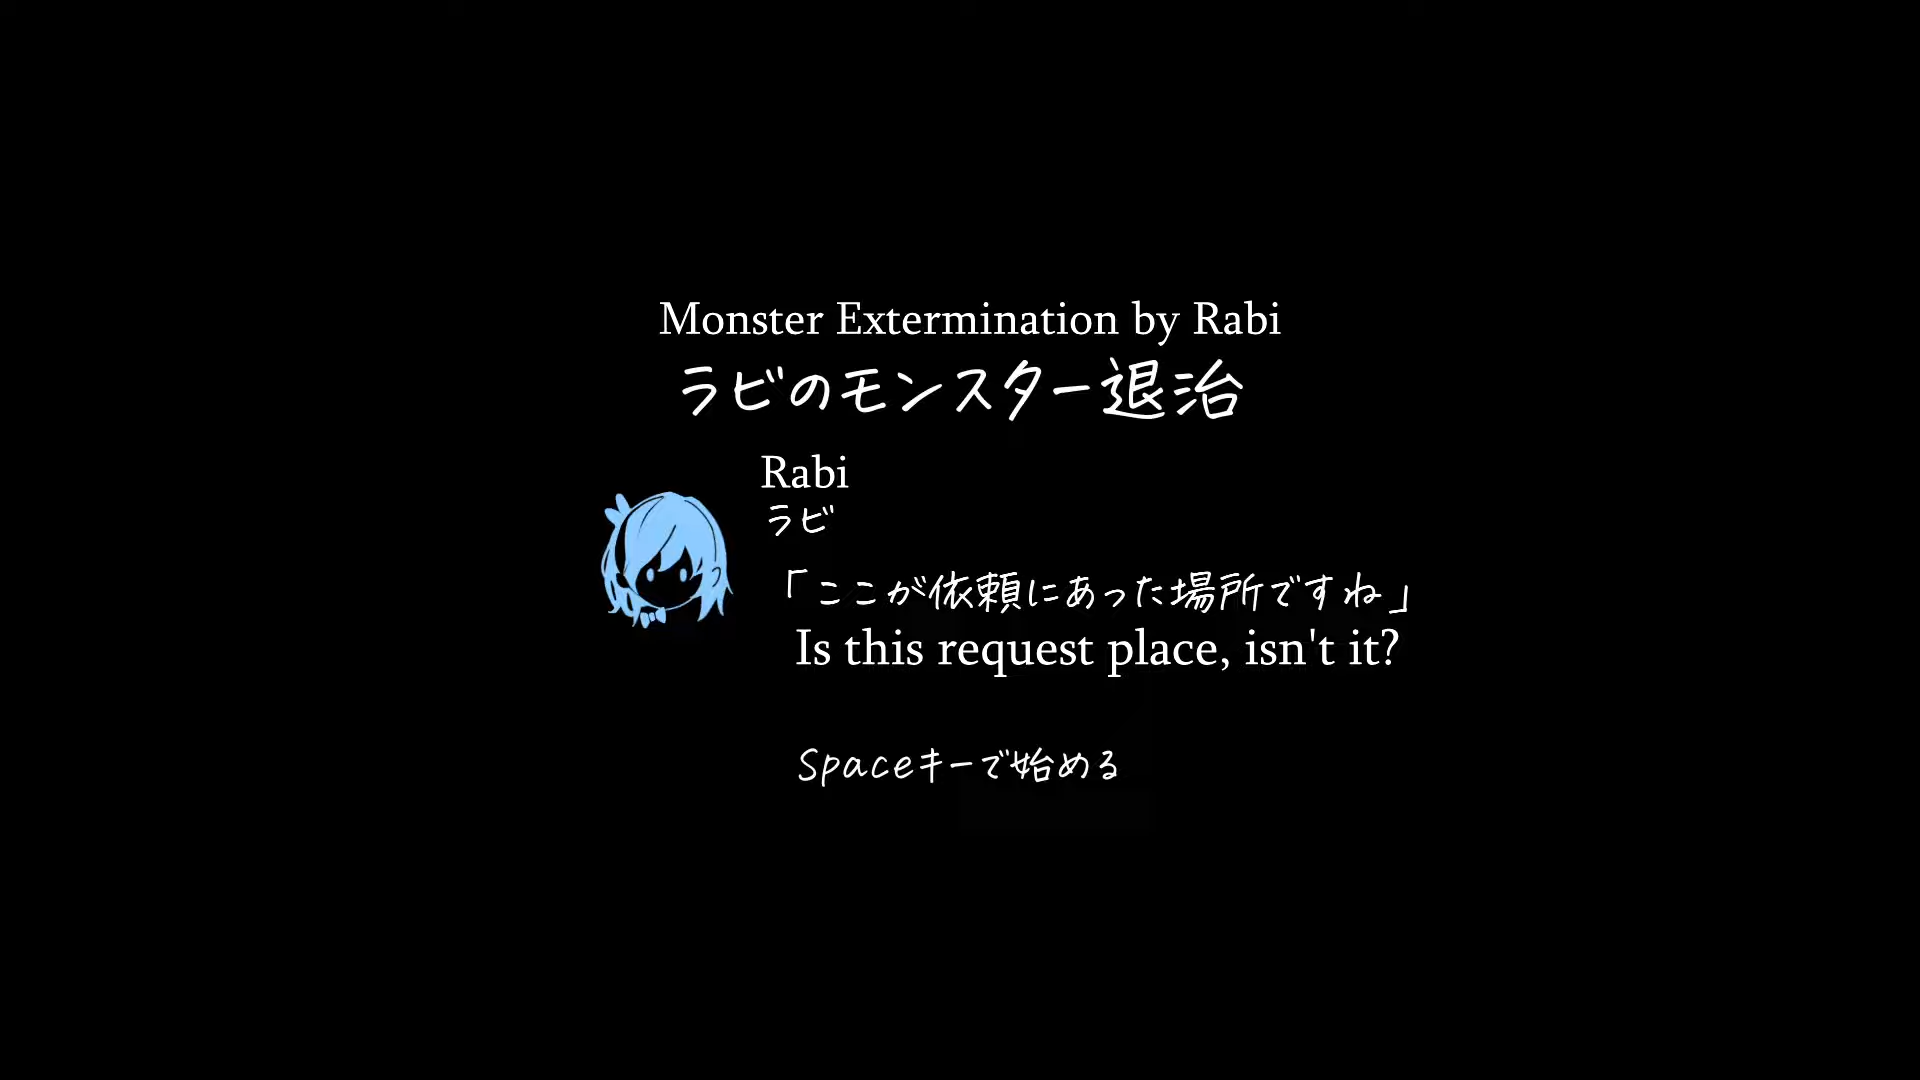 Monster Extermination by Rabi
ラビのモンスター退治
Rabi
ラビ
「ここが依頼にあった場所ですね」
Is this request place, isn't it?
Spaceキーで始める